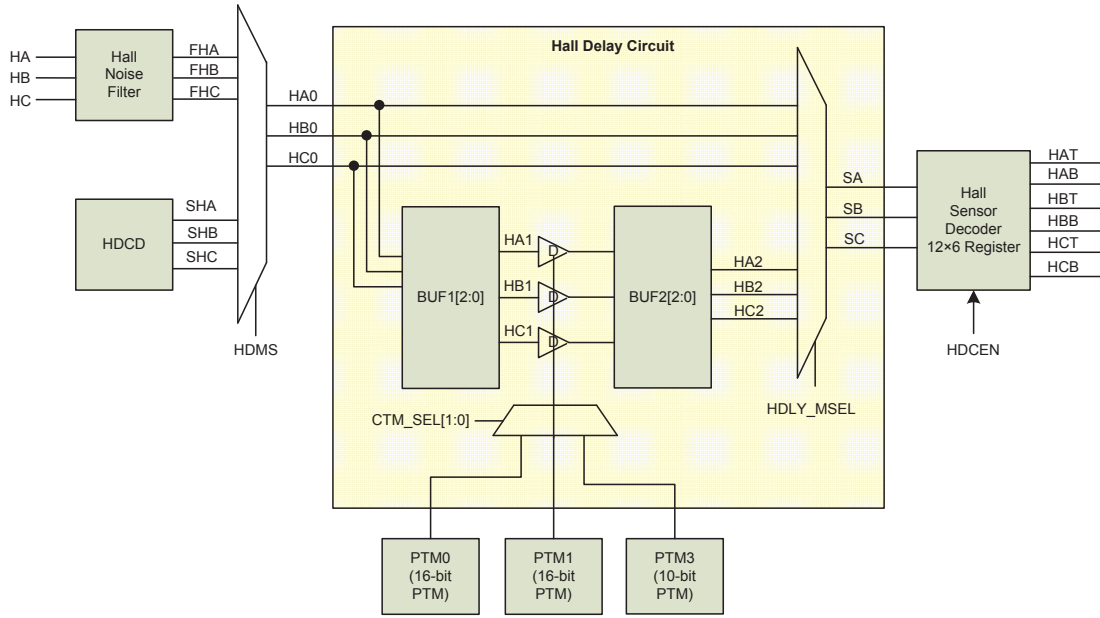 Hall Delay Circuit
HA
HB
HC
Hall
Noise
Filter
FHA
FHB
FHC
HA0
HB0
HC0
HDCD
SHA
SHB
SHC
HDMS
BUF1[2:0]
HA1
HB1
HC1
D
D
D
BUF2[2:0]
HA2
HB2
HC2
HDLY_MSEL
SA
SB
SC
Hall
Sensor
Decoder
12×6 Register
HAT
HAB
HBT
HBB
HCT
HCB
HDCEN
CTM_SEL[1:0]
PTM0
(16-bit
PTM)
PTM1
(16-bit
PTM)
PTM3
(10-bit
PTM)